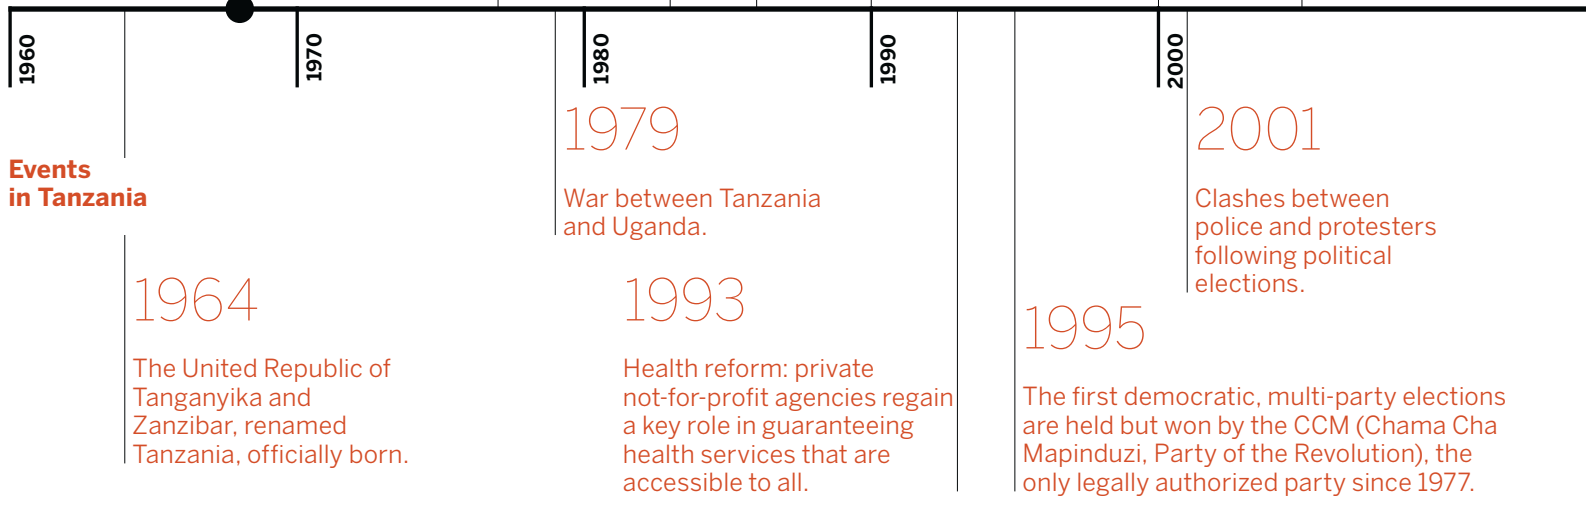 1960
1970
1980
1990
2000
Events
in Tanzania
1964
The United Republic of
Tanganyika and
Zanzibar, renamed
Tanzania, officially born.
1979
War between Tanzania
and Uganda.
1993
Health reform: private
not-for-profit agencies regain
a key role in guaranteeing
health services that are
accessible to all.
1995
The first democratic, multi-party elections
are held but won by the CCM (Chama Cha
Mapinduzi, Party of the Revolution), the
only legally authorized party since 1977.
2001
Clashes between
police and protesters
following political
elections.